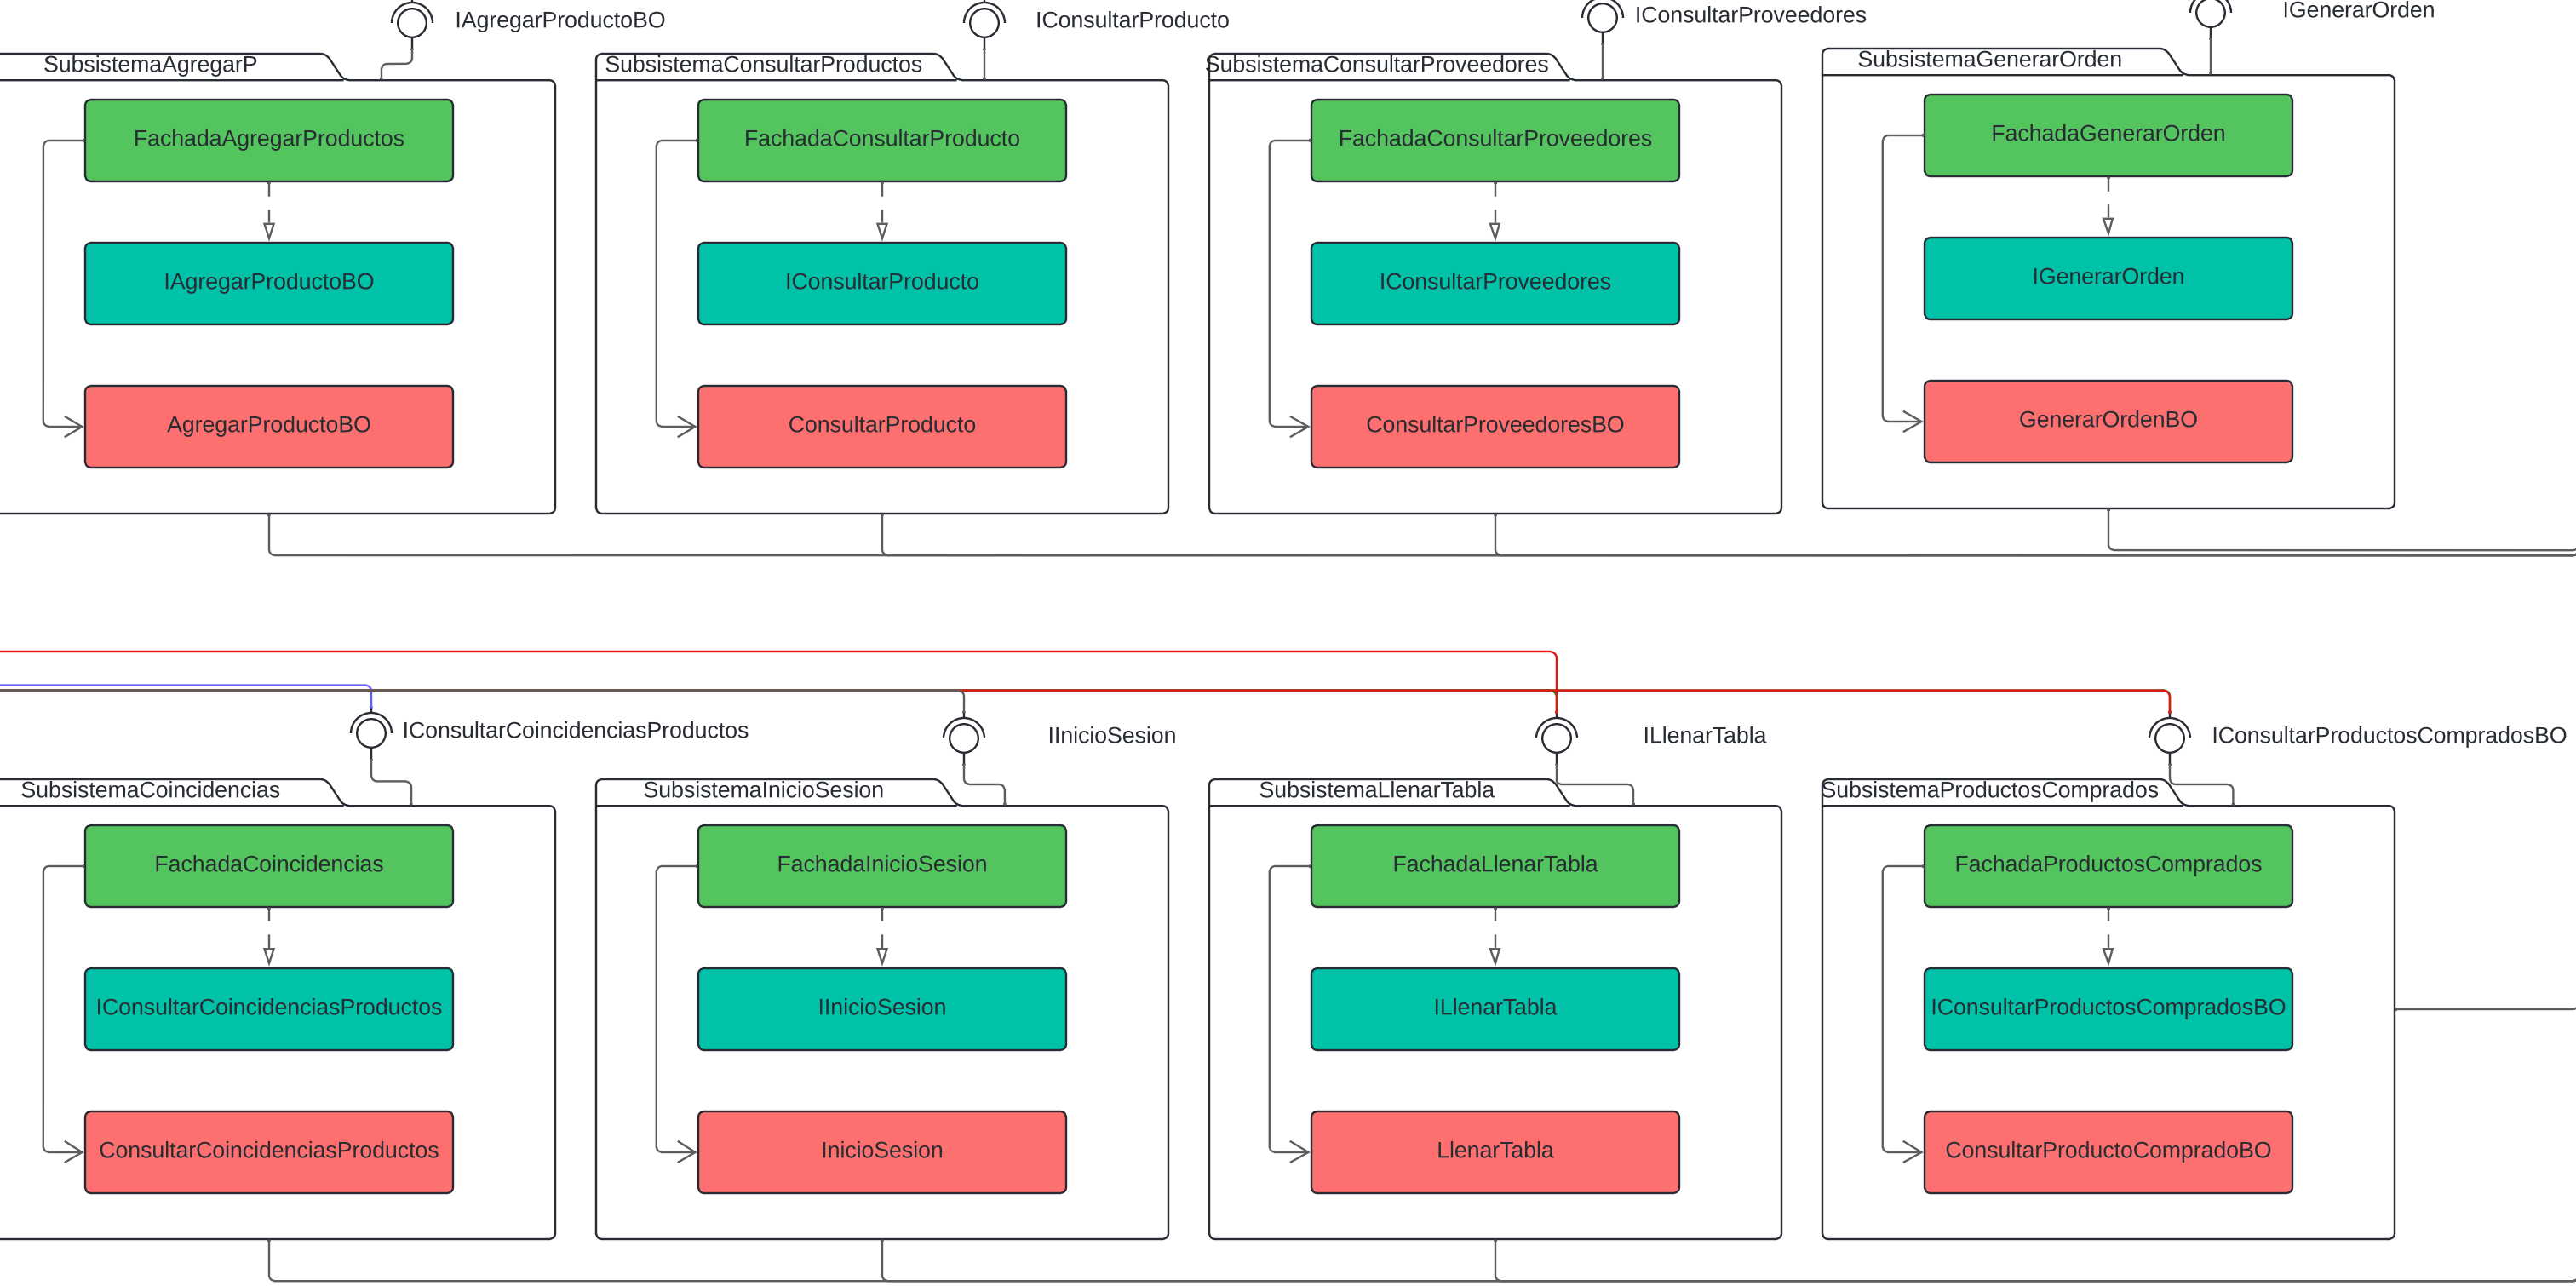 IAgregarProductoBO
IConsultarProducto
IConsultarProveedores
IGenerarOrden
SubsistemaAgregarP
SubsistemaConsultarProductos
SubsistemaConsultarProveedores
SubsistemaGenerarOrden
FachadaAgregarProductos
FachadaConsultarProducto
FachadaConsultarProveedores
FachadaGenerarOrden
IAgregarProductoBO
IConsultarProducto
IConsultarProveedores
IGenerarOrden
AgregarProductoBO
ConsultarProducto
ConsultarProveedoresBO
GenerarOrdenBO
IConsultarCoincidenciasProductos
IInicioSesion
ILlenarTabla
IConsultarProductosCompradosBO
SubsistemaCoincidencias
SubsistemaInicioSesion
SubsistemaLlenarTabla
SubsistemaProductosComprados
FachadaCoincidencias
FachadaInicioSesion
FachadaLlenarTabla
FachadaProductosComprados
IConsultarCoincidenciasProductos
IInicioSesion
ILlenarTabla
IConsultarProductosCompradosBO
ConsultarCoincidenciasProductos
InicioSesion
LlenarTabla
ConsultarProductoCompradoBO